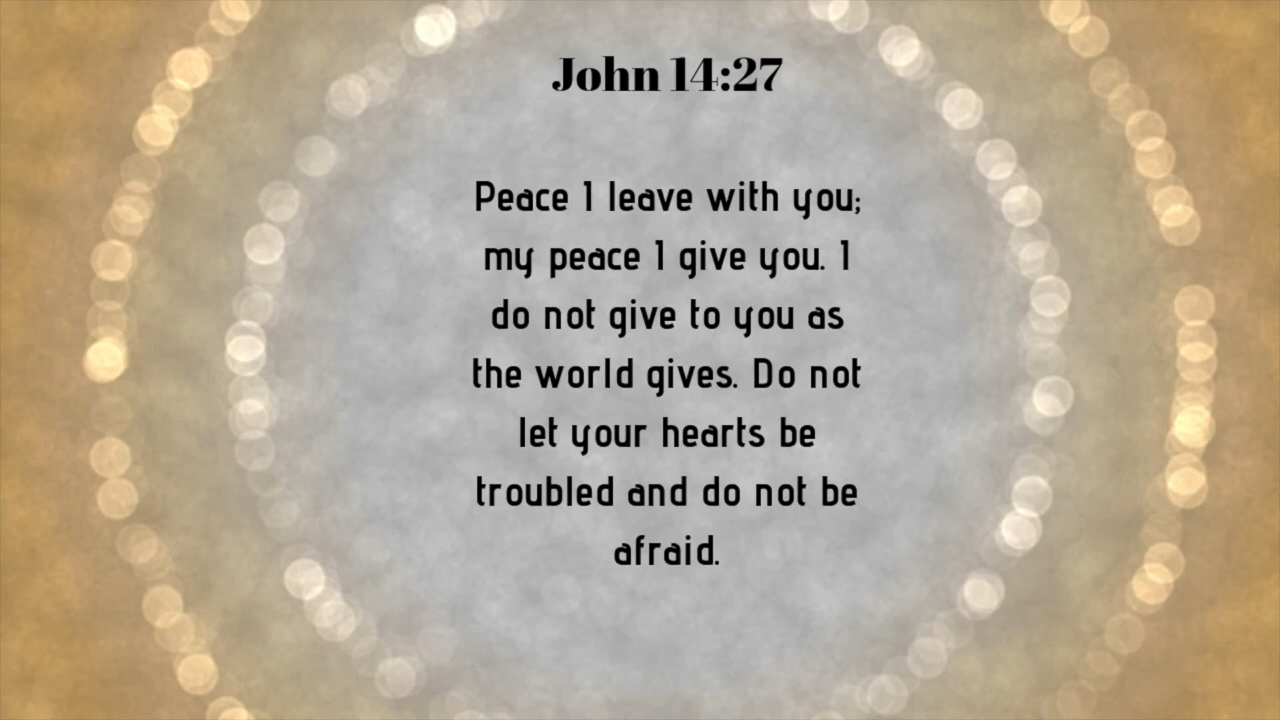 John 14:27
Peace I leave with you;
my peace I give you. I
do not give to you as
the world gives. Do not
let your hearts be
troubled and do not be
afraid.